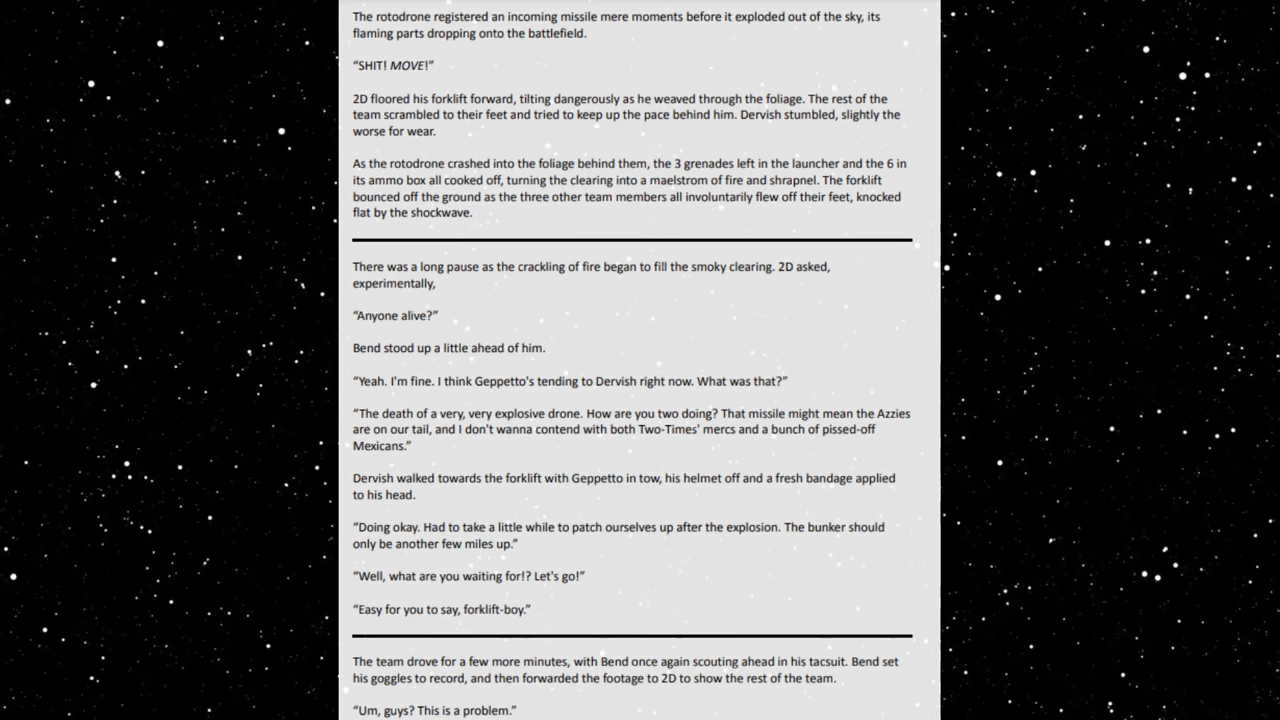 The rotodrone registered an incoming missile mere moments before it exploded out of the sky, its
flaming parts dropping onto the battlefield.
“SHIT! MOVE!”
2D floored his forklift forward, tilting dangerously as he weaved through the foliage. The rest of the
team scrambled to their feet and tried to keep up the pace behind him. Dervish stumbled, slightly the
worse for wear.
As the rotodrone crashed into the foliage behind them, the 3 grenades left in the launcher and the 6 in
its ammo box all cooked off, turning the clearing into a maelstrom of fire and shrapnel. The forklift
bounced off the ground as the three other team members all involuntarily flew off their feet, knocked
flat by the shockwave.
There was a long pause as the crackling of fire began to fill the smoky clearing. 2D asked,
experimentally,
“Anyone alive?”
Bend stood up a little ahead of him.
“Yeah. I'm fine. I think Geppetto's tending to Dervish right now. What was that?”
“The death of a very, very explosive drone. How are you two doing? That missile might mean the Azzies
are on our tail, and I don't wanna contend with both Two-Times' mercs and a bunch of pissed-off
Mexicans.”
Dervish walked towards the forklift with Geppetto in tow, his helmet off and a fresh bandage applied
to his head.
“Doing okay. Had to take a little while to patch ourselves up after the explosion. The bunker should
only be another few miles up.”
“Well, what are you waiting for!? Let's go!”
“Easy for you to say, forklift-boy.”
The team drove for a few more minutes, with Bend once again scouting ahead in his tacsuit. Bend set
his goggles to record, and then forwarded the footage to 2D to show the rest of the team.
“Um, guys? This is a problem.”